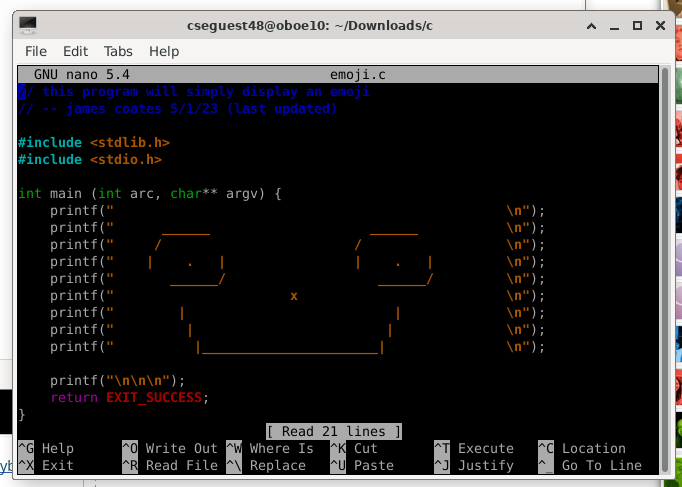 cseguest48@oboe10: ~/Downloads/c
File Edit Tabs Help
GNU nano 5.4 emoji.c
// this program will simply display an emoji
// -- james coates 5/1/23 (last updated)
#include <stdlib.h>
#include <stdio.h>
int main (int arc, char** argv) {
    printf("                                                 \n");
    printf("      ______                    ______           \n");
    printf("     /                        /                  \n");
    printf("    |    .   |                |    .   |         \n");
    printf("       ______/                   ______/         \n");
    printf("                      x                          \n");
    printf("        |                          |             \n");
    printf("         |                        |              \n");
    printf("          |______________________|               \n");
    printf("\n\n\n");
    return EXIT_SUCCESS;
}
[ Read 21 lines ]
^G Help ^O Write Out ^W Where Is ^K Cut ^T Execute ^C Location
^X Exit ^R Read File ^\ Replace ^U Paste ^J Justify ^_ Go To Line
yb